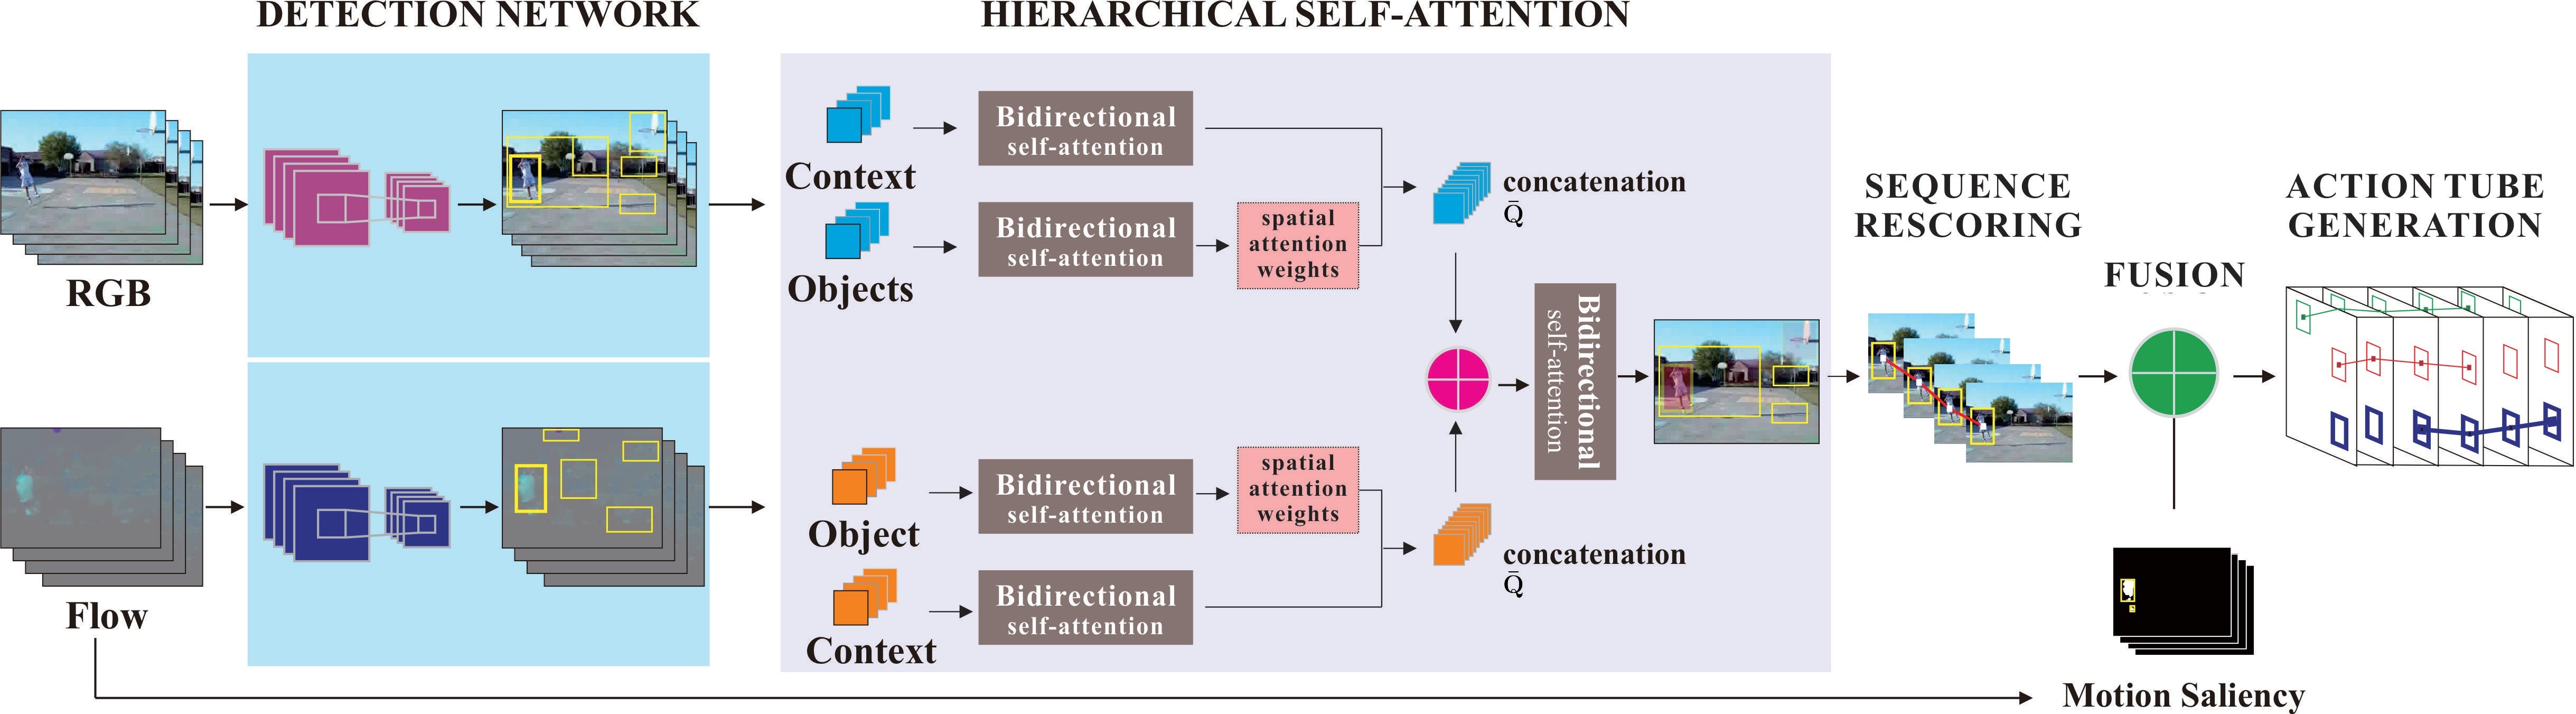 DETECTION NETWORK
HIERARCHICAL SELF-ATTENTION
RGB
Flow
Context
Bidirectional
self-attention
Objects
Bidirectional
self-attention
spatial
attention
weights
concatenation
Q̄
Object
Bidirectional
self-attention
spatial
attention
weights
Context
Bidirectional
self-attention
concatenation
Q̄
Bidirectional
self-attention
SEQUENCE
RESCORING
FUSION
ACTION TUBE
GENERATION
Motion Saliency